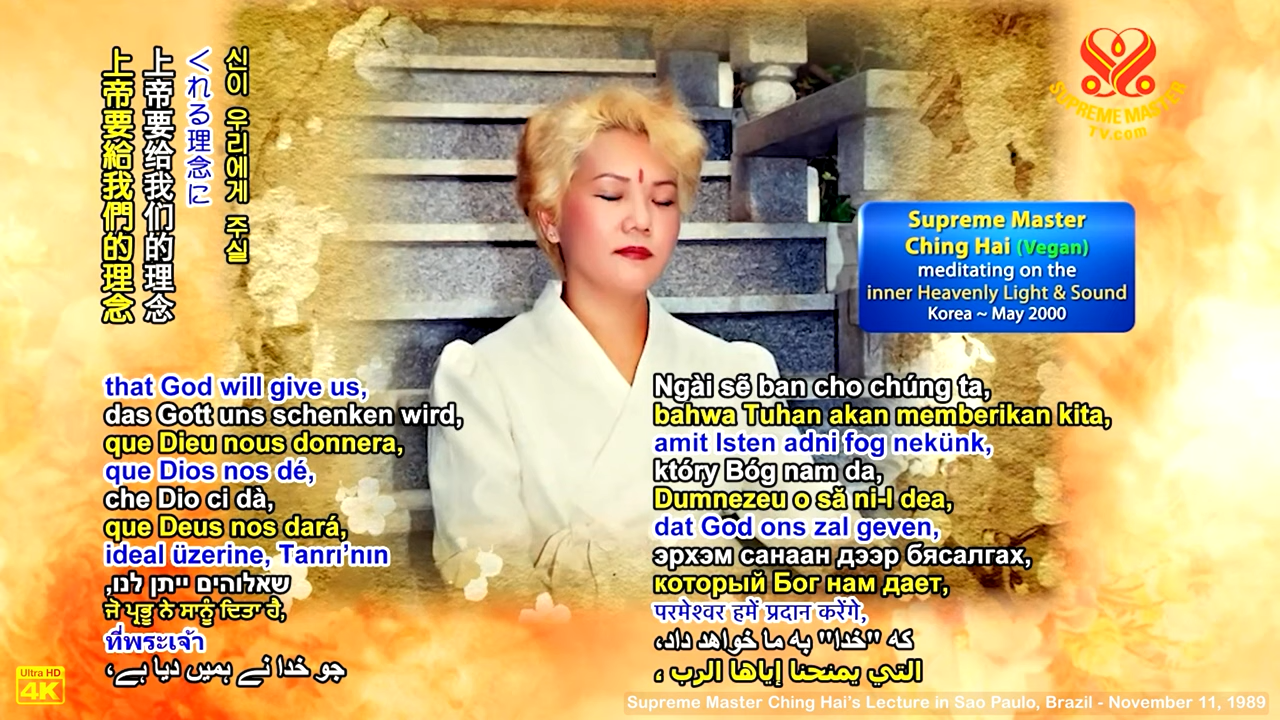 上帝要給我們的理念
上帝要给我们的理念
くれる理念に
신이 우리에게 주실
SUPREME MASTER
TV.com
Supreme Master
Ching Hai (Vegan)
meditating on the
inner Heavenly Light & Sound
Korea ~ May 2000
that God will give us,
das Gott uns schenken wird,
que Dieu nous donnera,
que Dios nos dé,
che Dio ci dà,
que Deus nos dará,
ideal üzerine, Tanrı’nın
שאלוהים ייתן לנו,
ਜੋ ਪ੍ਰਭੂ ਨੇ ਸਾਨੂੰ ਦਿਤਾ ਹੈ,
ที่พระเจ้า
جو خدا نے ہمیں دیا ہے،
Ngài sẽ ban cho chúng ta,
bahwa Tuhan akan memberikan kita,
amit Isten adni fog nekünk,
który Bóg nam da,
Dumnezeu o să ni-l dea,
dat God ons zal geven,
эрхэм санаан дээр бясалгах,
который Бог нам дает,
परमेश्वर हमें प्रदान करेंगे,
که "خدا" به ما خواهد داد،
التي يمنحنا إياها الرب ،
Ultra HD
4K
Supreme Master Ching Hai’s Lecture in Sao Paulo, Brazil - November 11, 1989